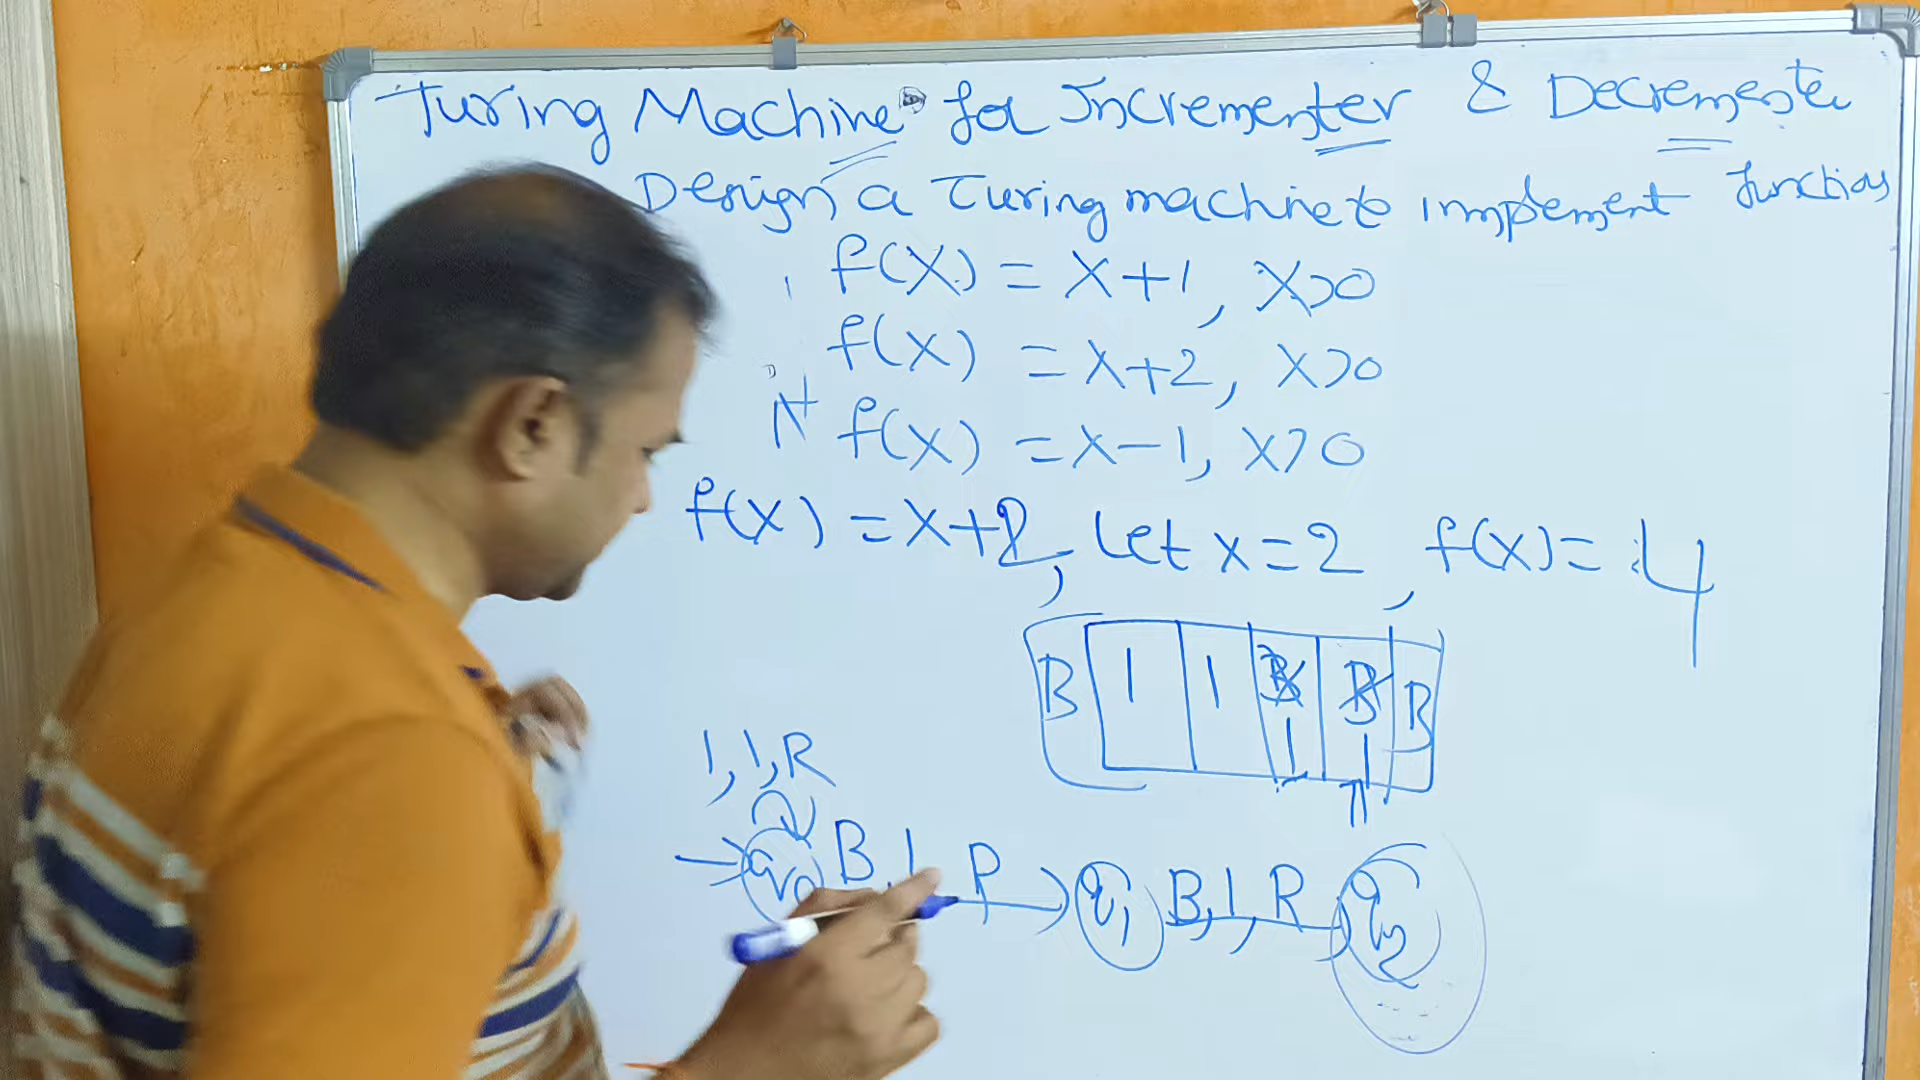 Turing Machine for Incrementer & Decremente
Design a Turing machine to implement functions
i f(x) = x+1, x>0
f(x) = x+2, x>0
f(x) = x-1, x>0
f(x) = x+2, Let x=2, f(x)= 4
B 1 1 B B B
1 1
1,1,R
q0 B, 1 R q1 B,1,R q2